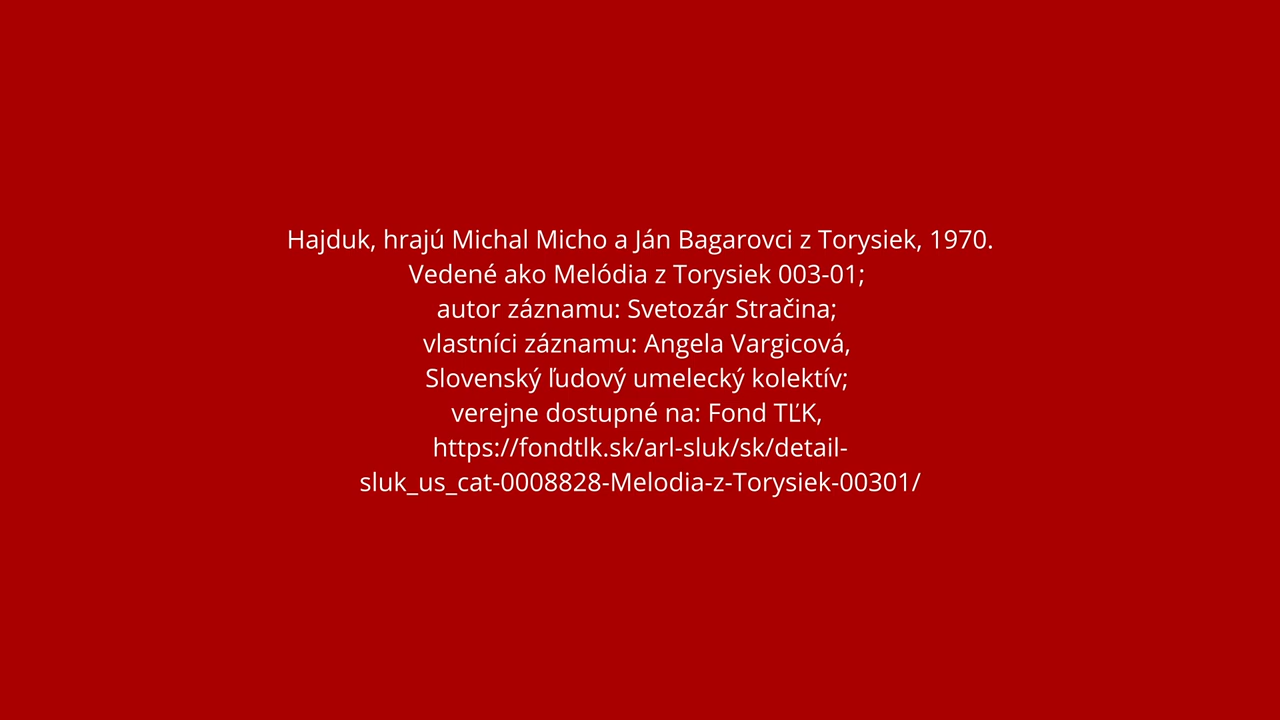 Hajduk, hrajú Michal Micho a Ján Bagarovci z Torysiek, 1970.
Vedené ako Melódia z Torysiek 003-01;
autor záznamu: Svetozár Stračina;
vlastníci záznamu: Angela Vargicová,
Slovenský ľudový umelecký kolektív;
verejne dostupné na: Fond TĽK,
https://fondtlk.sk/arl-sluk/sk/detail-
sluk_us_cat-0008828-Melodia-z-Torysiek-00301/